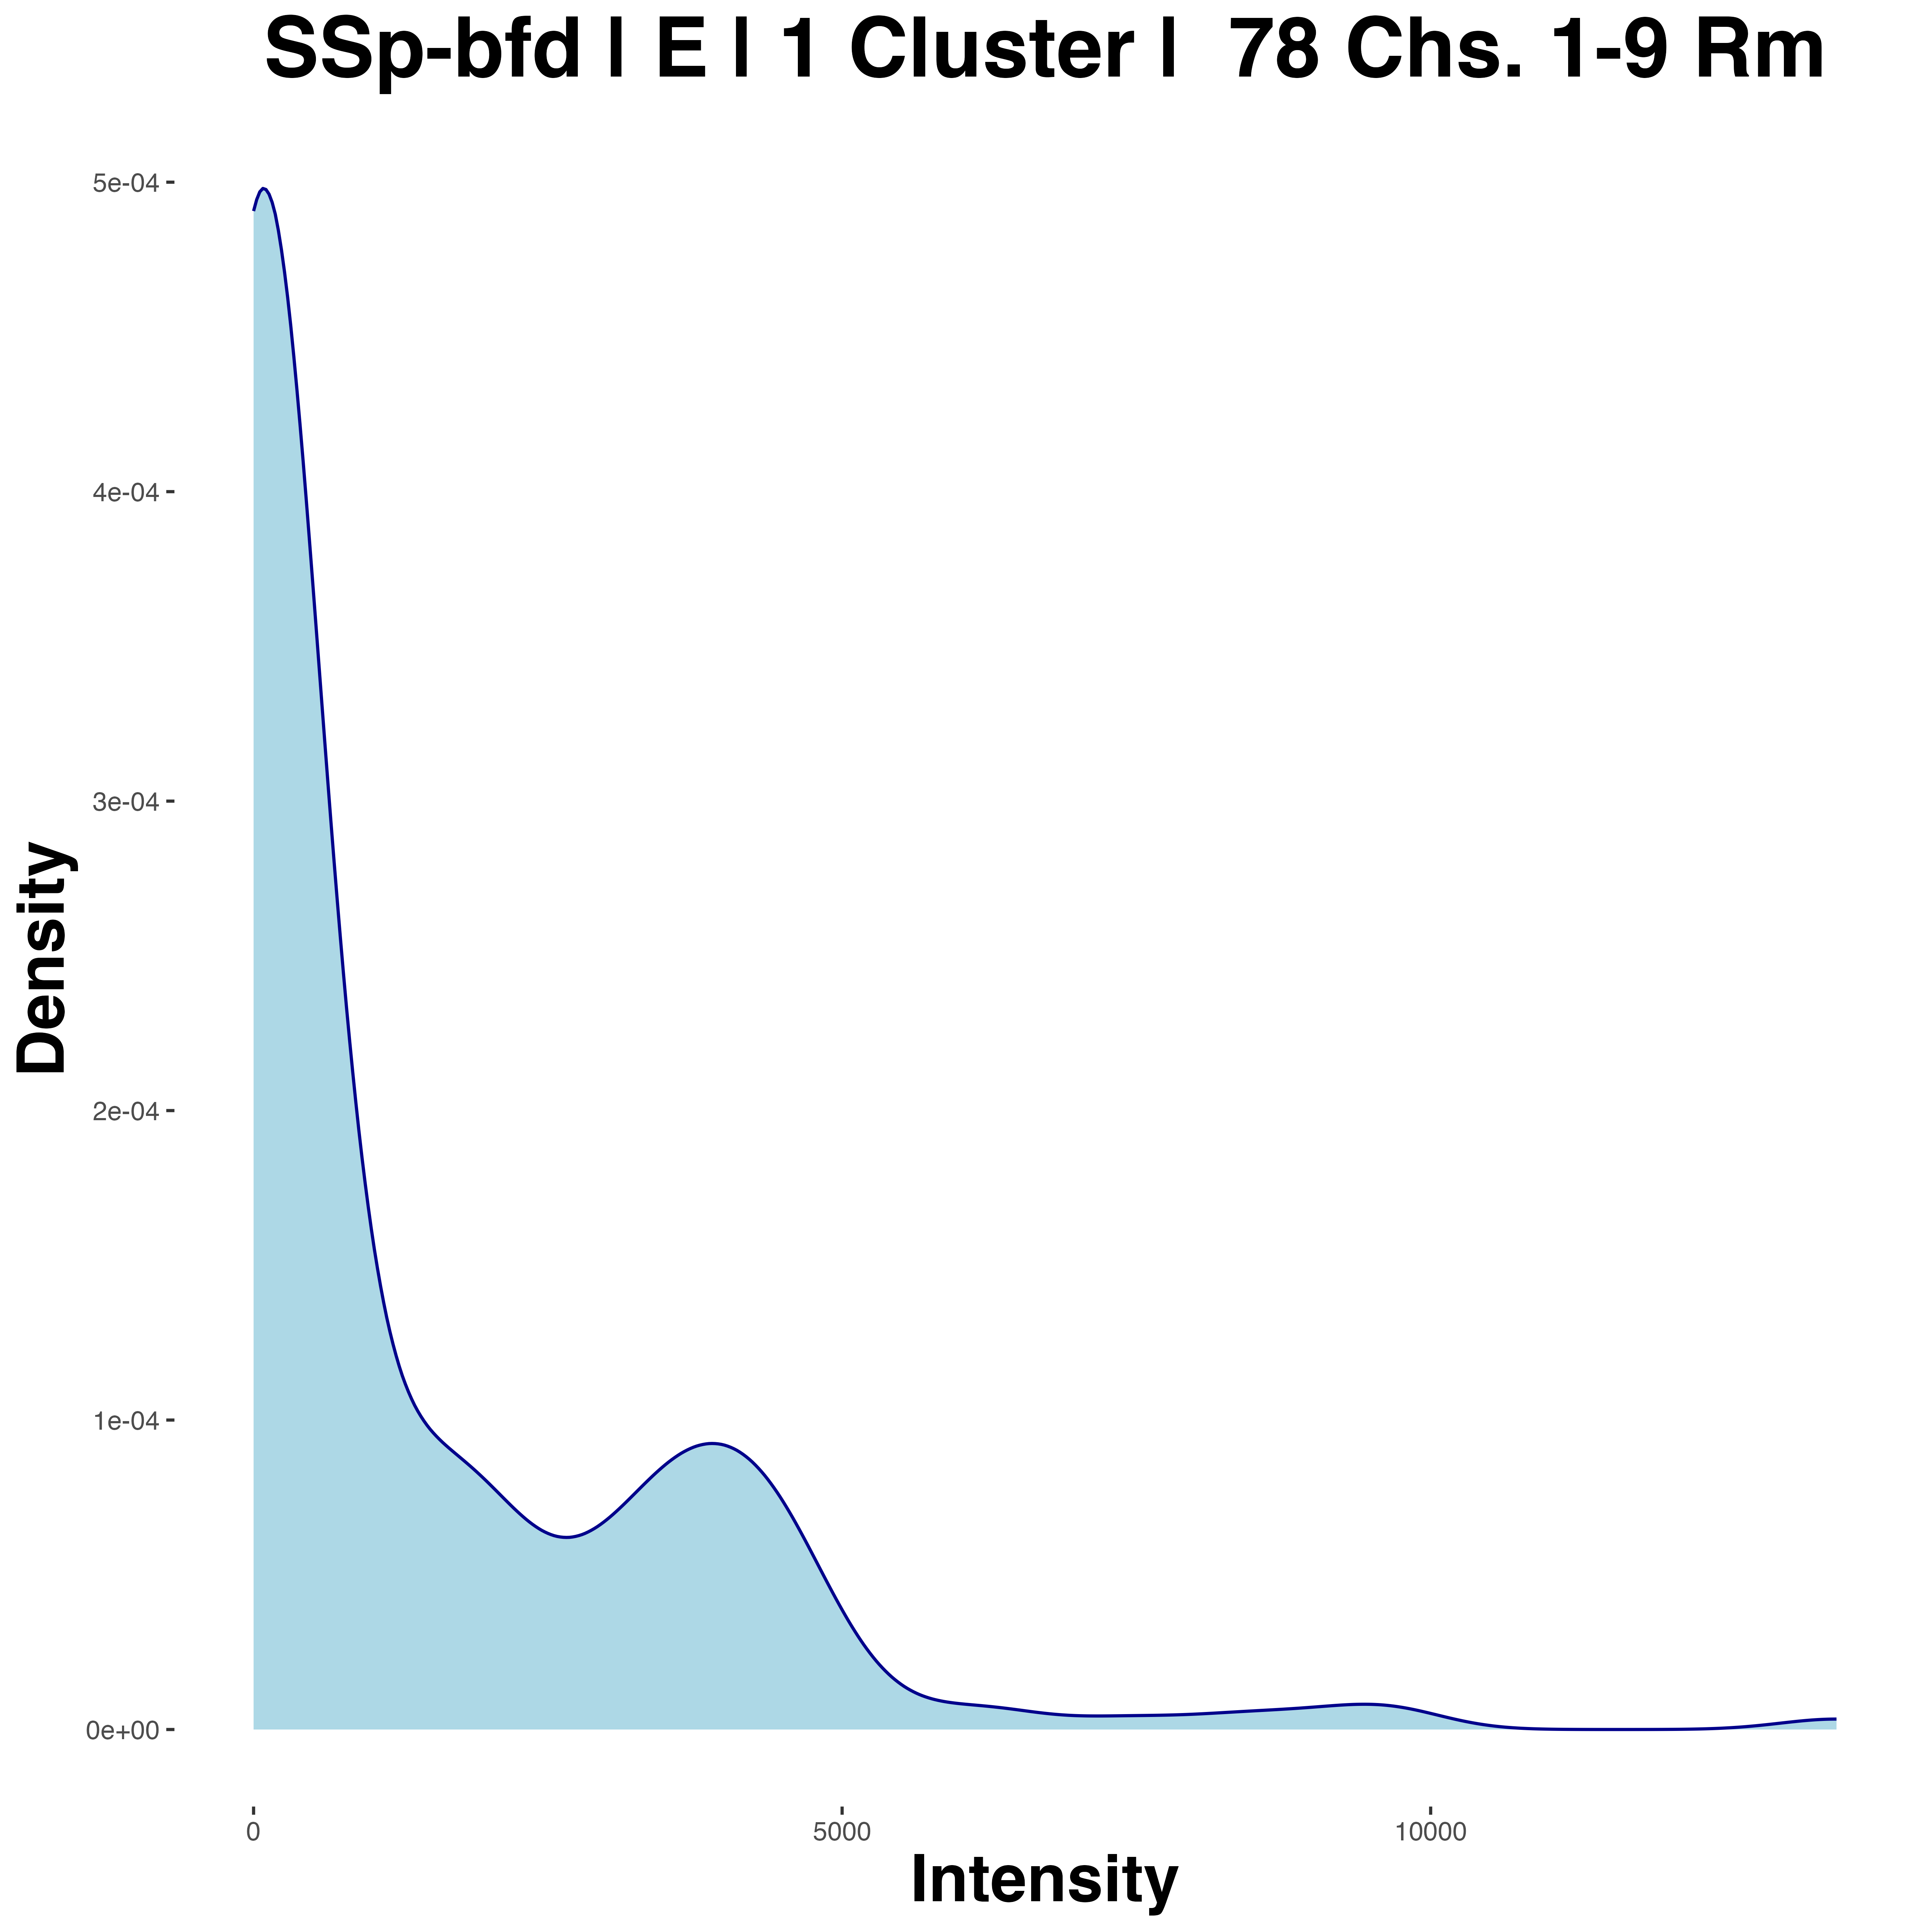 SSp-bfd | E | 1 Cluster |  78 Chs. 1-9 Rm
5e-04
4e-04
3e-04
2e-04
1e-04
0e+00
Density
0 5000 10000
Intensity